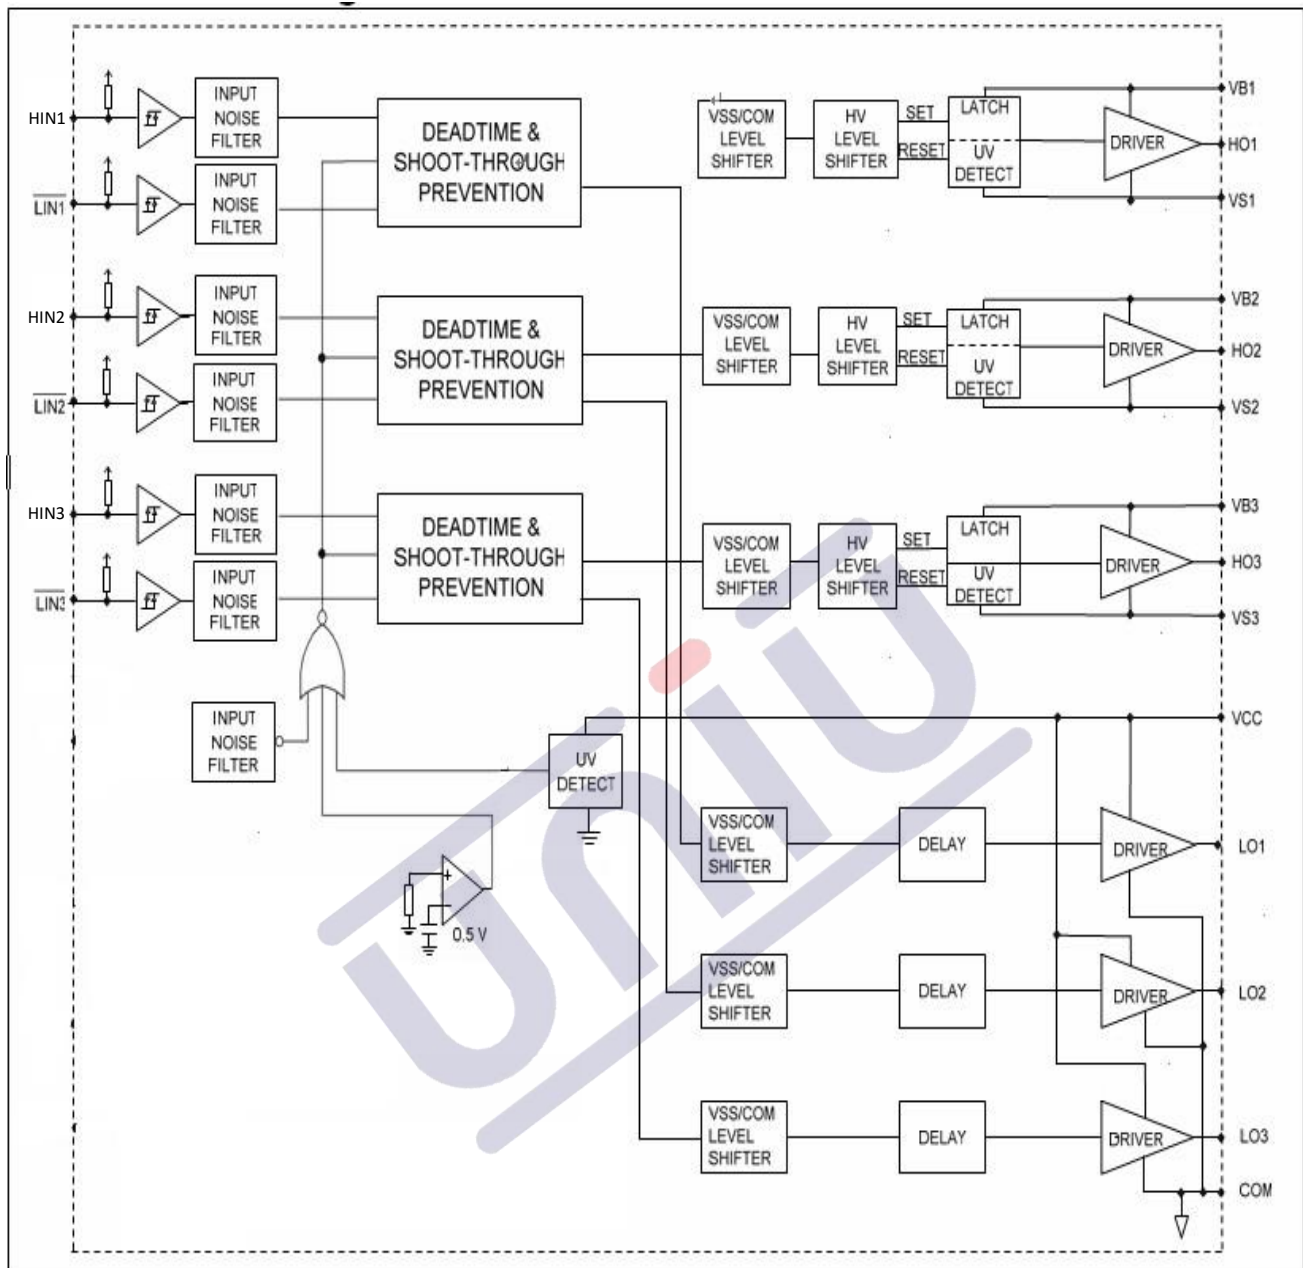 HIN1
INPUT
NOISE
FILTER
DEADTIME &
SHOOT-THROUGH
PREVENTION
VSS/COM
LEVEL
SHIFTER
HV
LEVEL
SHIFTER
SET
RESET
LATCH
UV
DETECT
DRIVER
VB1
HO1
VS1
LIN1
INPUT
NOISE
FILTER
HIN2
INPUT
NOISE
FILTER
DEADTIME &
SHOOT-THROUGH
PREVENTION
VSS/COM
LEVEL
SHIFTER
HV
LEVEL
SHIFTER
SET
RESET
LATCH
UV
DETECT
DRIVER
VB2
HO2
VS2
LIN2
INPUT
NOISE
FILTER
HIN3
INPUT
NOISE
FILTER
DEADTIME &
SHOOT-THROUGH
PREVENTION
VSS/COM
LEVEL
SHIFTER
HV
LEVEL
SHIFTER
SET
RESET
LATCH
UV
DETECT
DRIVER
VB3
HO3
VS3
LIN3
INPUT
NOISE
FILTER
INPUT
NOISE
FILTER
UV
DETECT
VCC
0.5 V
VSS/COM
LEVEL
SHIFTER
DELAY
DRIVER
LO1
VSS/COM
LEVEL
SHIFTER
DELAY
DRIVER
LO2
VSS/COM
LEVEL
SHIFTER
DELAY
DRIVER
LO3
COM
uniu